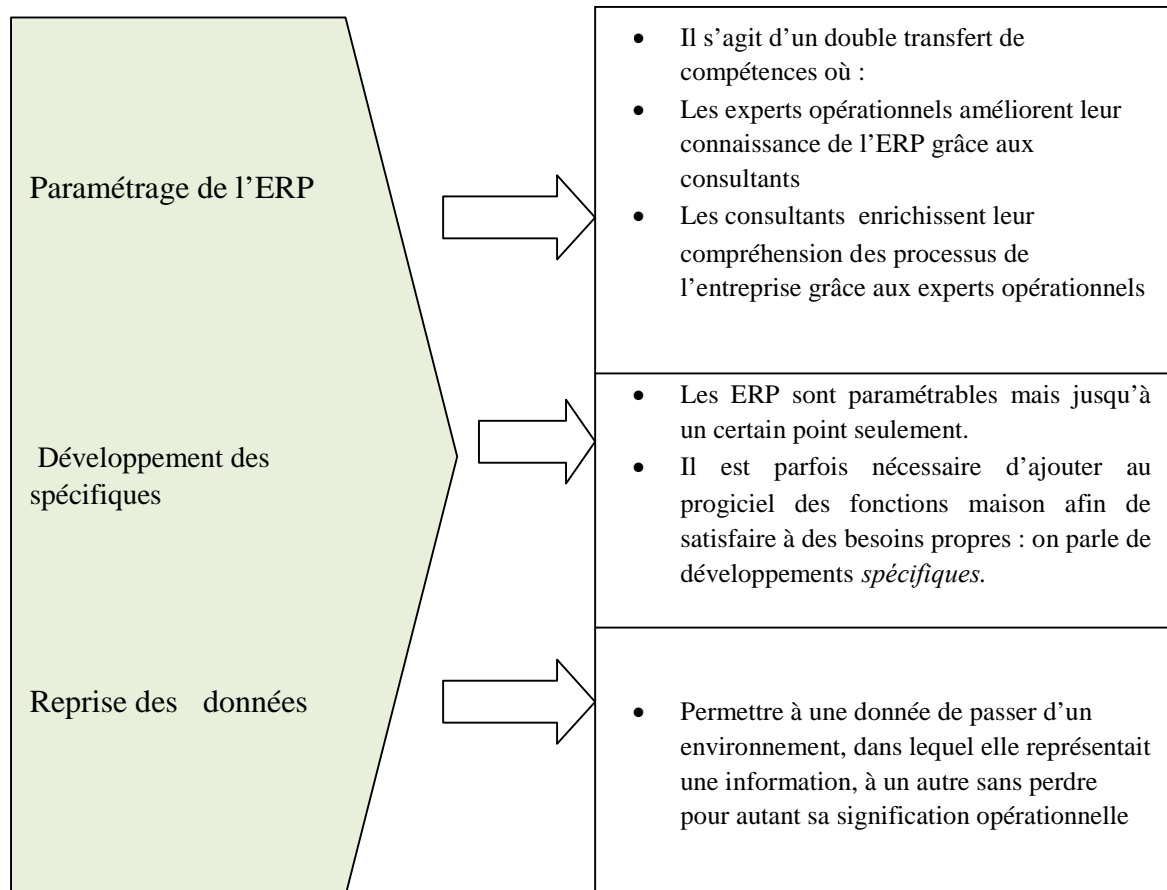 Paramétrage de l’ERP
• Il s’agit d’un double transfert de
compétences où :
• Les experts opérationnels améliorent leur
connaissance de l’ERP grâce aux
consultants
• Les consultants enrichissent leur
compréhension des processus de
l’entreprise grâce aux experts opérationnels
Développement des
spécifiques
• Les ERP sont paramétrables mais jusqu’à
un certain point seulement.
• Il est parfois nécessaire d’ajouter au
progiciel des fonctions maison afin de
satisfaire à des besoins propres : on parle de
développements spécifiques.
Reprise des données
• Permettre à une donnée de passer d’un
environnement, dans lequel elle représentait
une information, à un autre sans perdre
pour autant sa signification opérationnelle